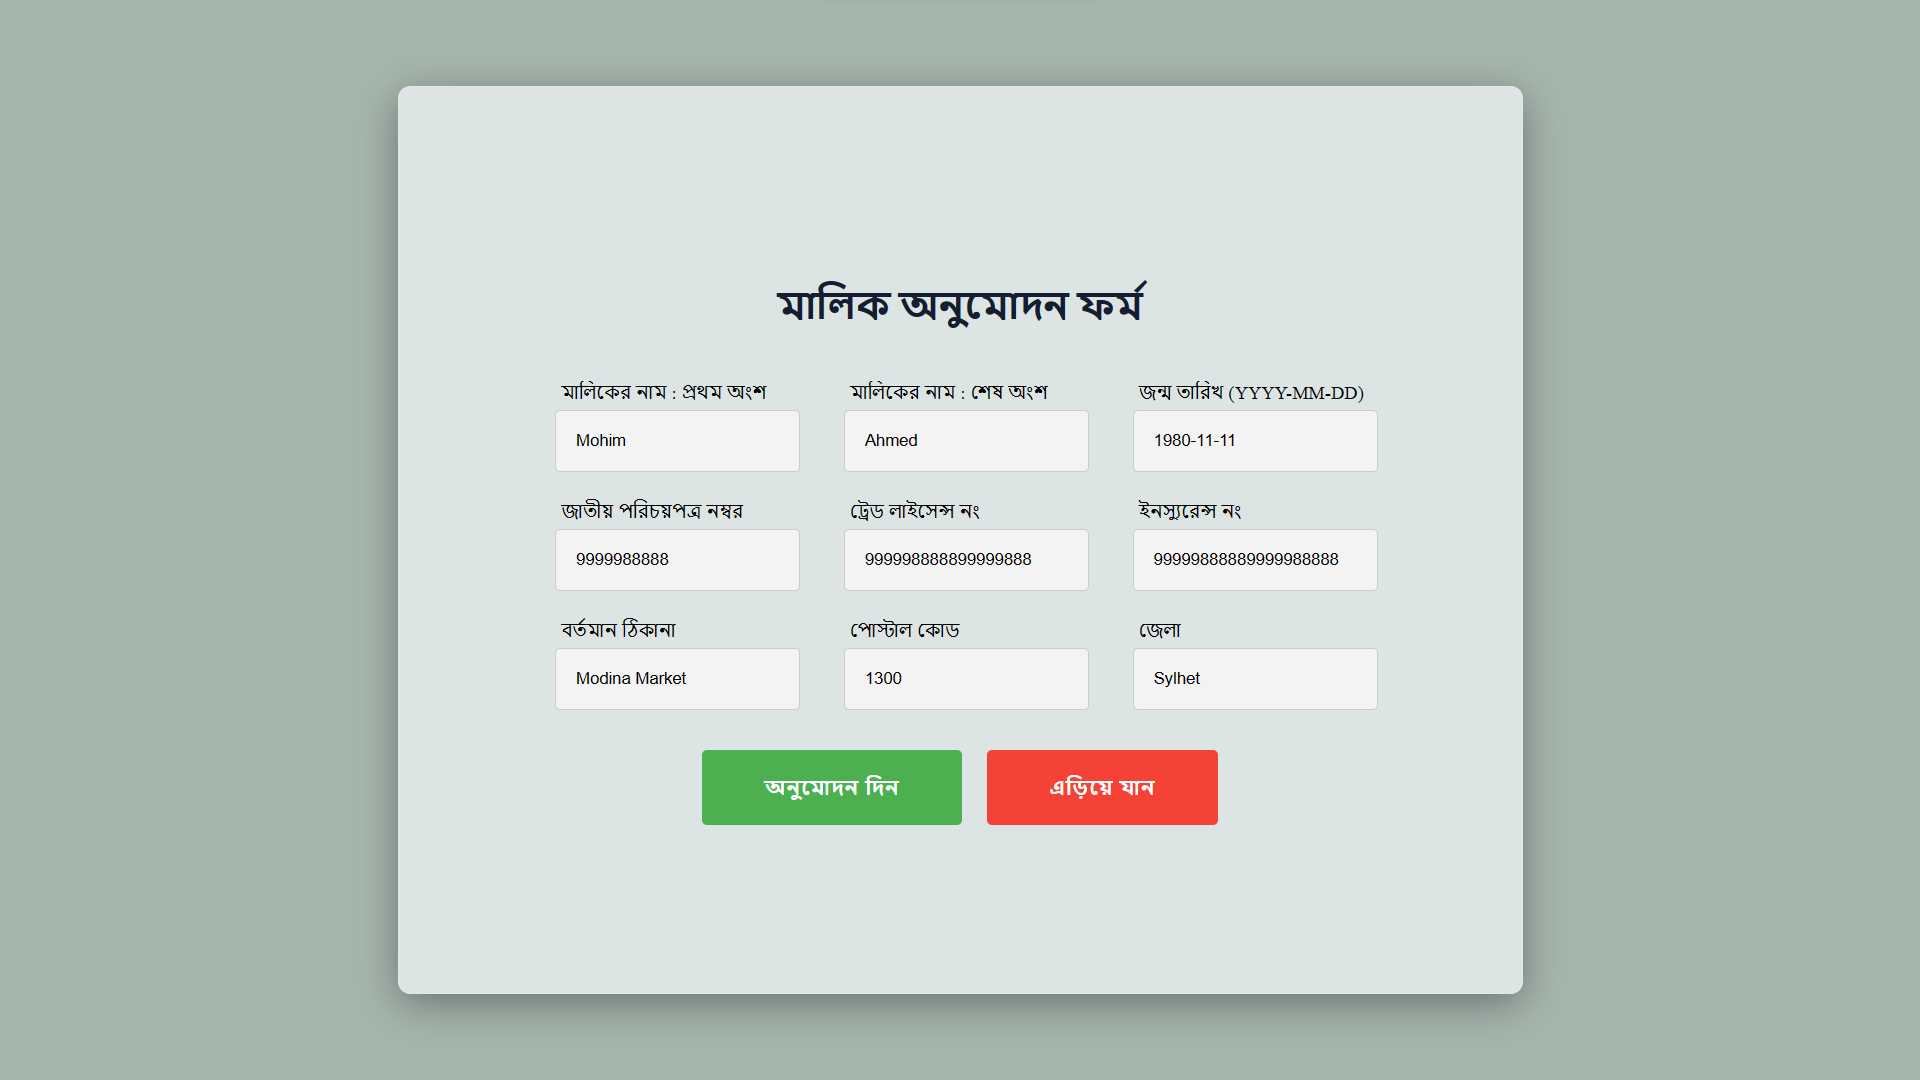 মালিক অনুমোদন ফর্ম
মালিকের নাম : প্রথম অংশ
মালিকের নাম : শেষ অংশ
জন্ম তারিখ (YYYY-MM-DD)
Mohim
Ahmed
1980-11-11
জাতীয় পরিচয়পত্র নম্বর
ট্রেড লাইসেন্স নং
ইনস্যুরেন্স নং
9999988888
999998888899999888
99999888889999988888
বর্তমান ঠিকানা
পোস্টাল কোড
জেলা
Modina Market
1300
Sylhet
অনুমোদন দিন
এড়িয়ে যান